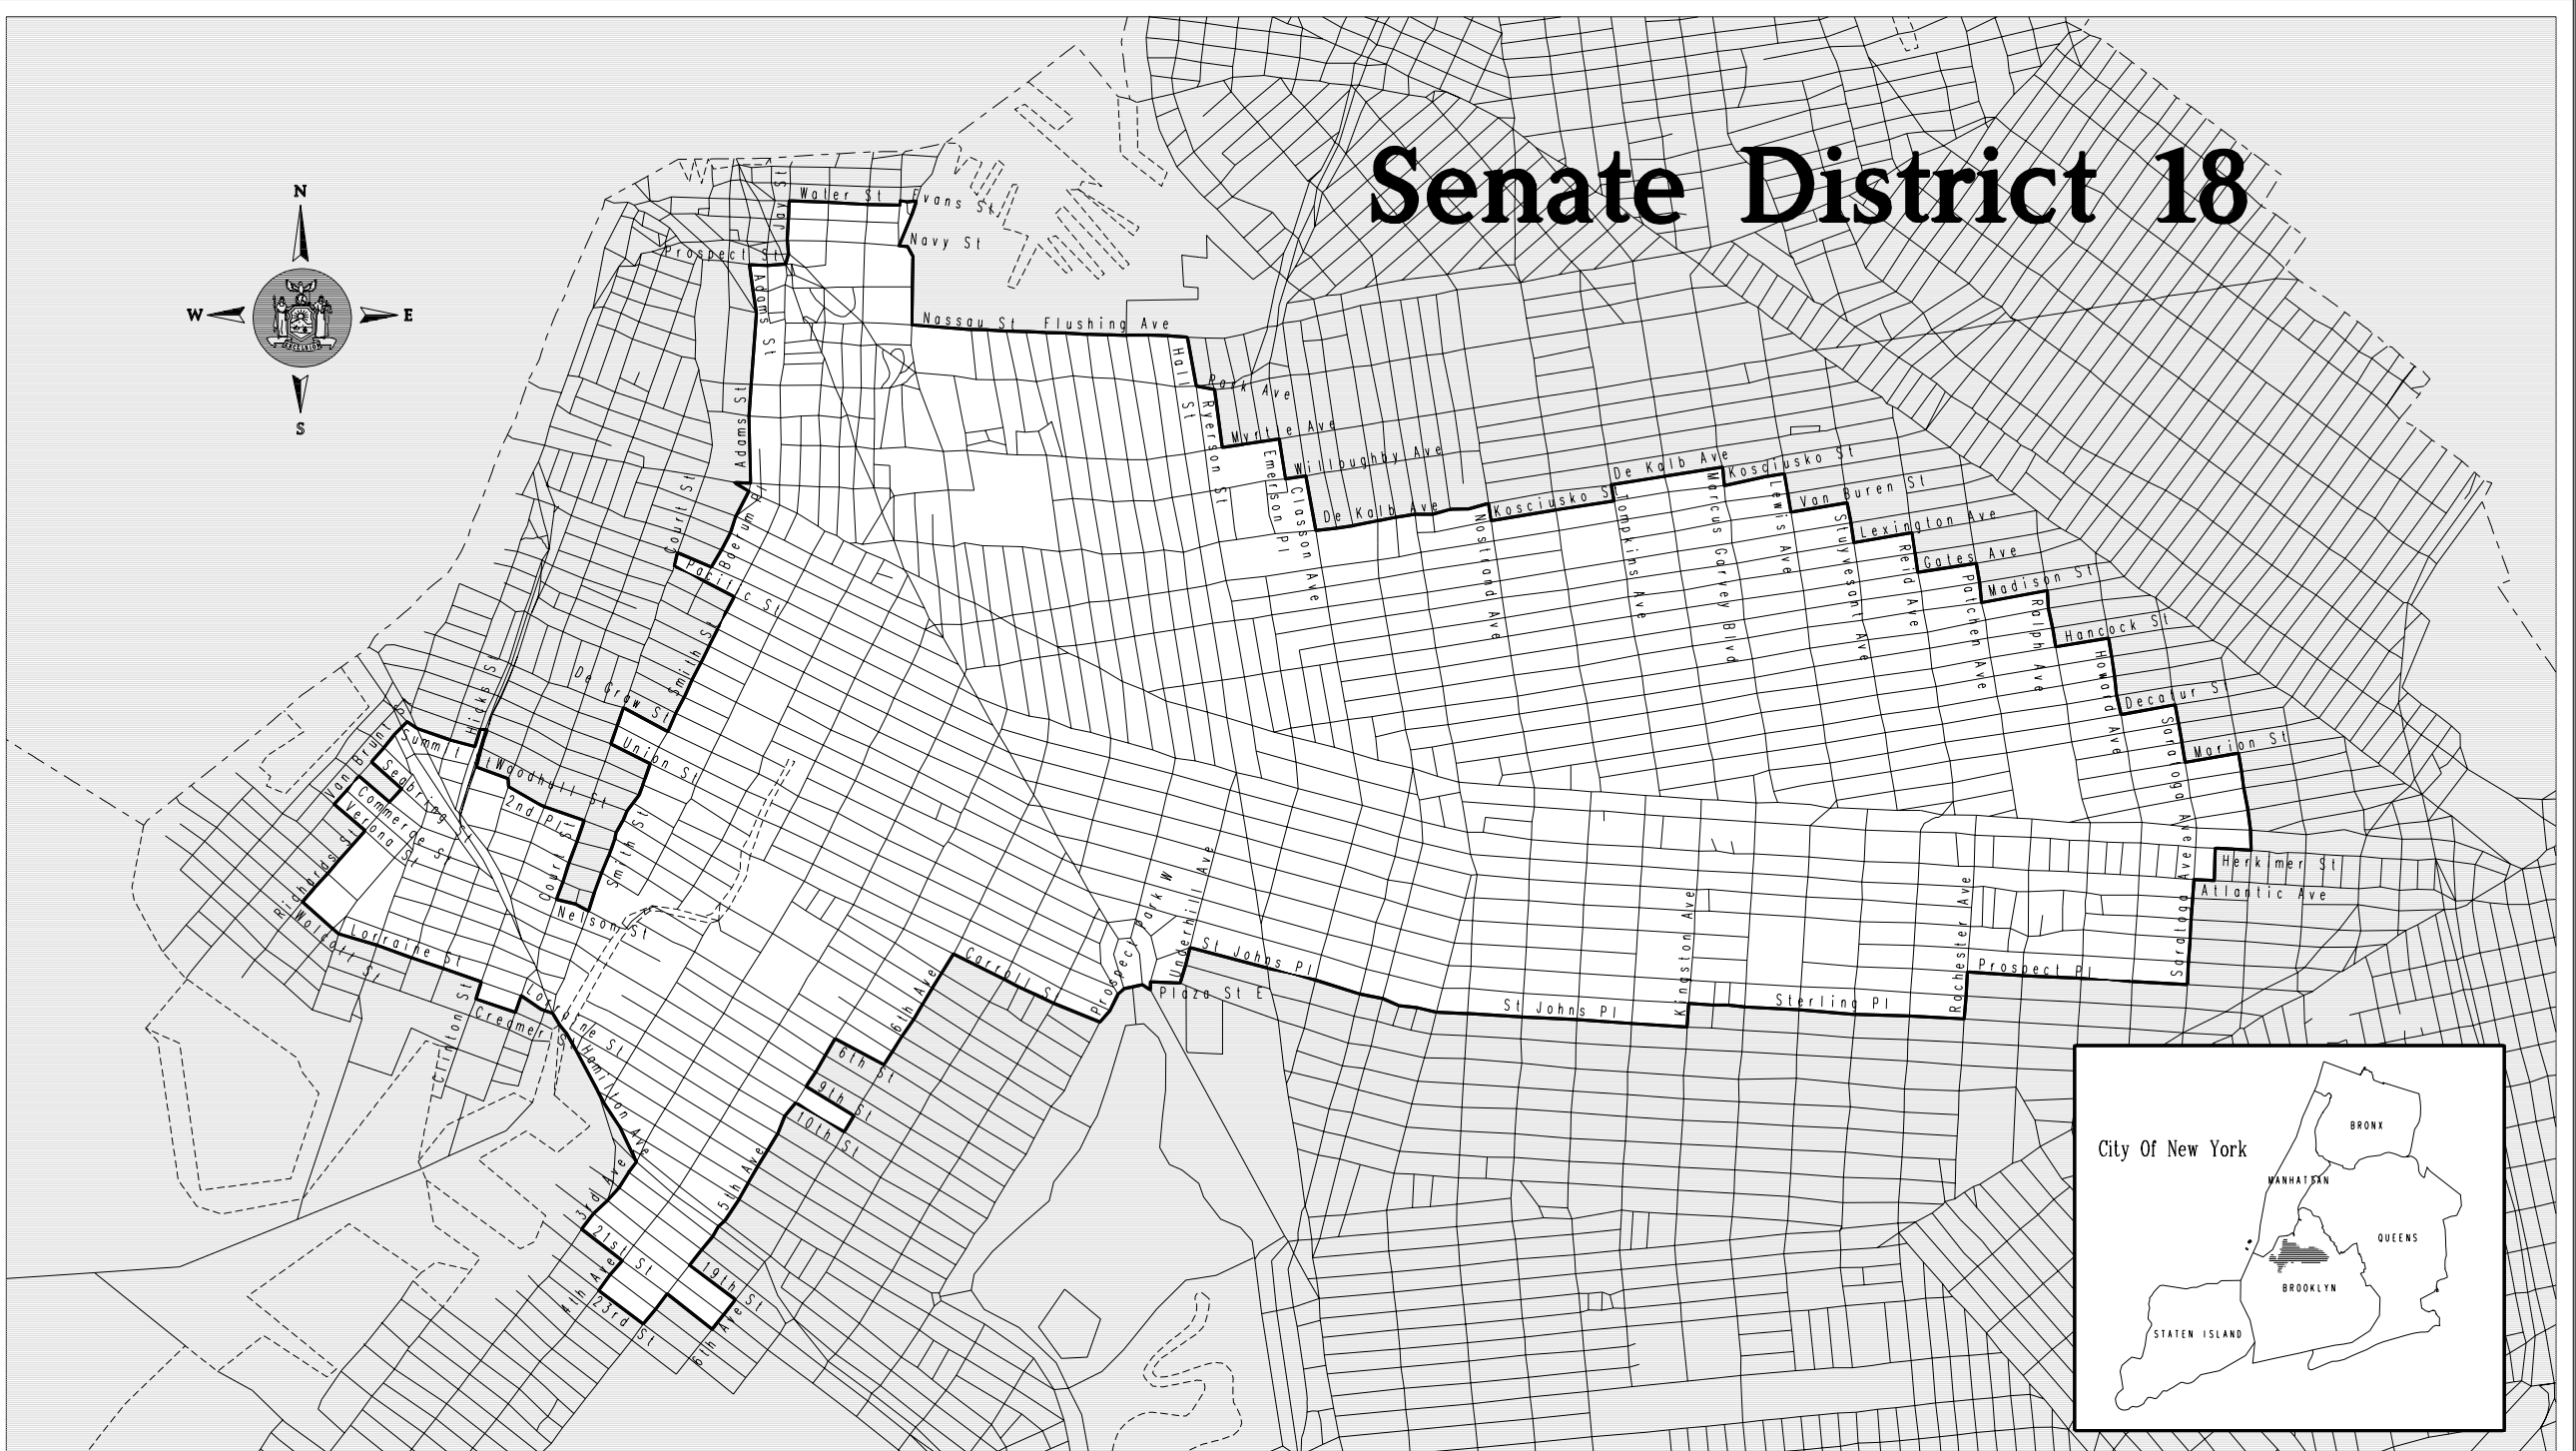 Senate District 18
N
W
E
S
EXCELSIOR
Water St
Evans St
Jay St
Navy St
Prospect St
Adams St
Nassau St
Flushing Ave
Hall St
Park Ave
Ryerson St
Myrtle Ave
Adams St
Emerson Pl
Willoughby Ave
Classon Ave
De Kalb Ave
Nostrand Ave
Kosciusko St
Tompkins Ave
De Kalb Ave
Marcus Garvey Blvd
Kosciusko St
Lewis Ave
Van Buren St
Stuyvesant Ave
Lexington Ave
Reid Ave
Gates Ave
Patchen Ave
Madison St
Ralph Ave
Hancock St
Howard Ave
Decatur St
Saratoga Ave
Marion St
Court St
Boerum Pl
Pacific St
Smith St
De Graw St
Union St
Hicks St
Summit St
Woodhull St
2nd Pl
Court St
Smith St
Nelson St
Van Brunt St
Seabring St
Commerce St
Verona St
Richards St
Wolcott St
Lorraine St
Clinton St
Creamer St
Lorraine St
Hamilton Ave
3rd Ave
21st St
4th Ave
23rd St
6th Ave
19th St
5th Ave
10th St
9th St
6th St
6th Ave
Carroll St
Prospect Park W
Plaza St E
Underhill Ave
St Johns Pl
St Johns Pl
Kingston Ave
Sterling Pl
Rochester Ave
Prospect Pl
Saratoga Ave
Atlantic Ave
Herkimer St
City Of New York
BRONX
MANHATTAN
QUEENS
BROOKLYN
STATEN ISLAND